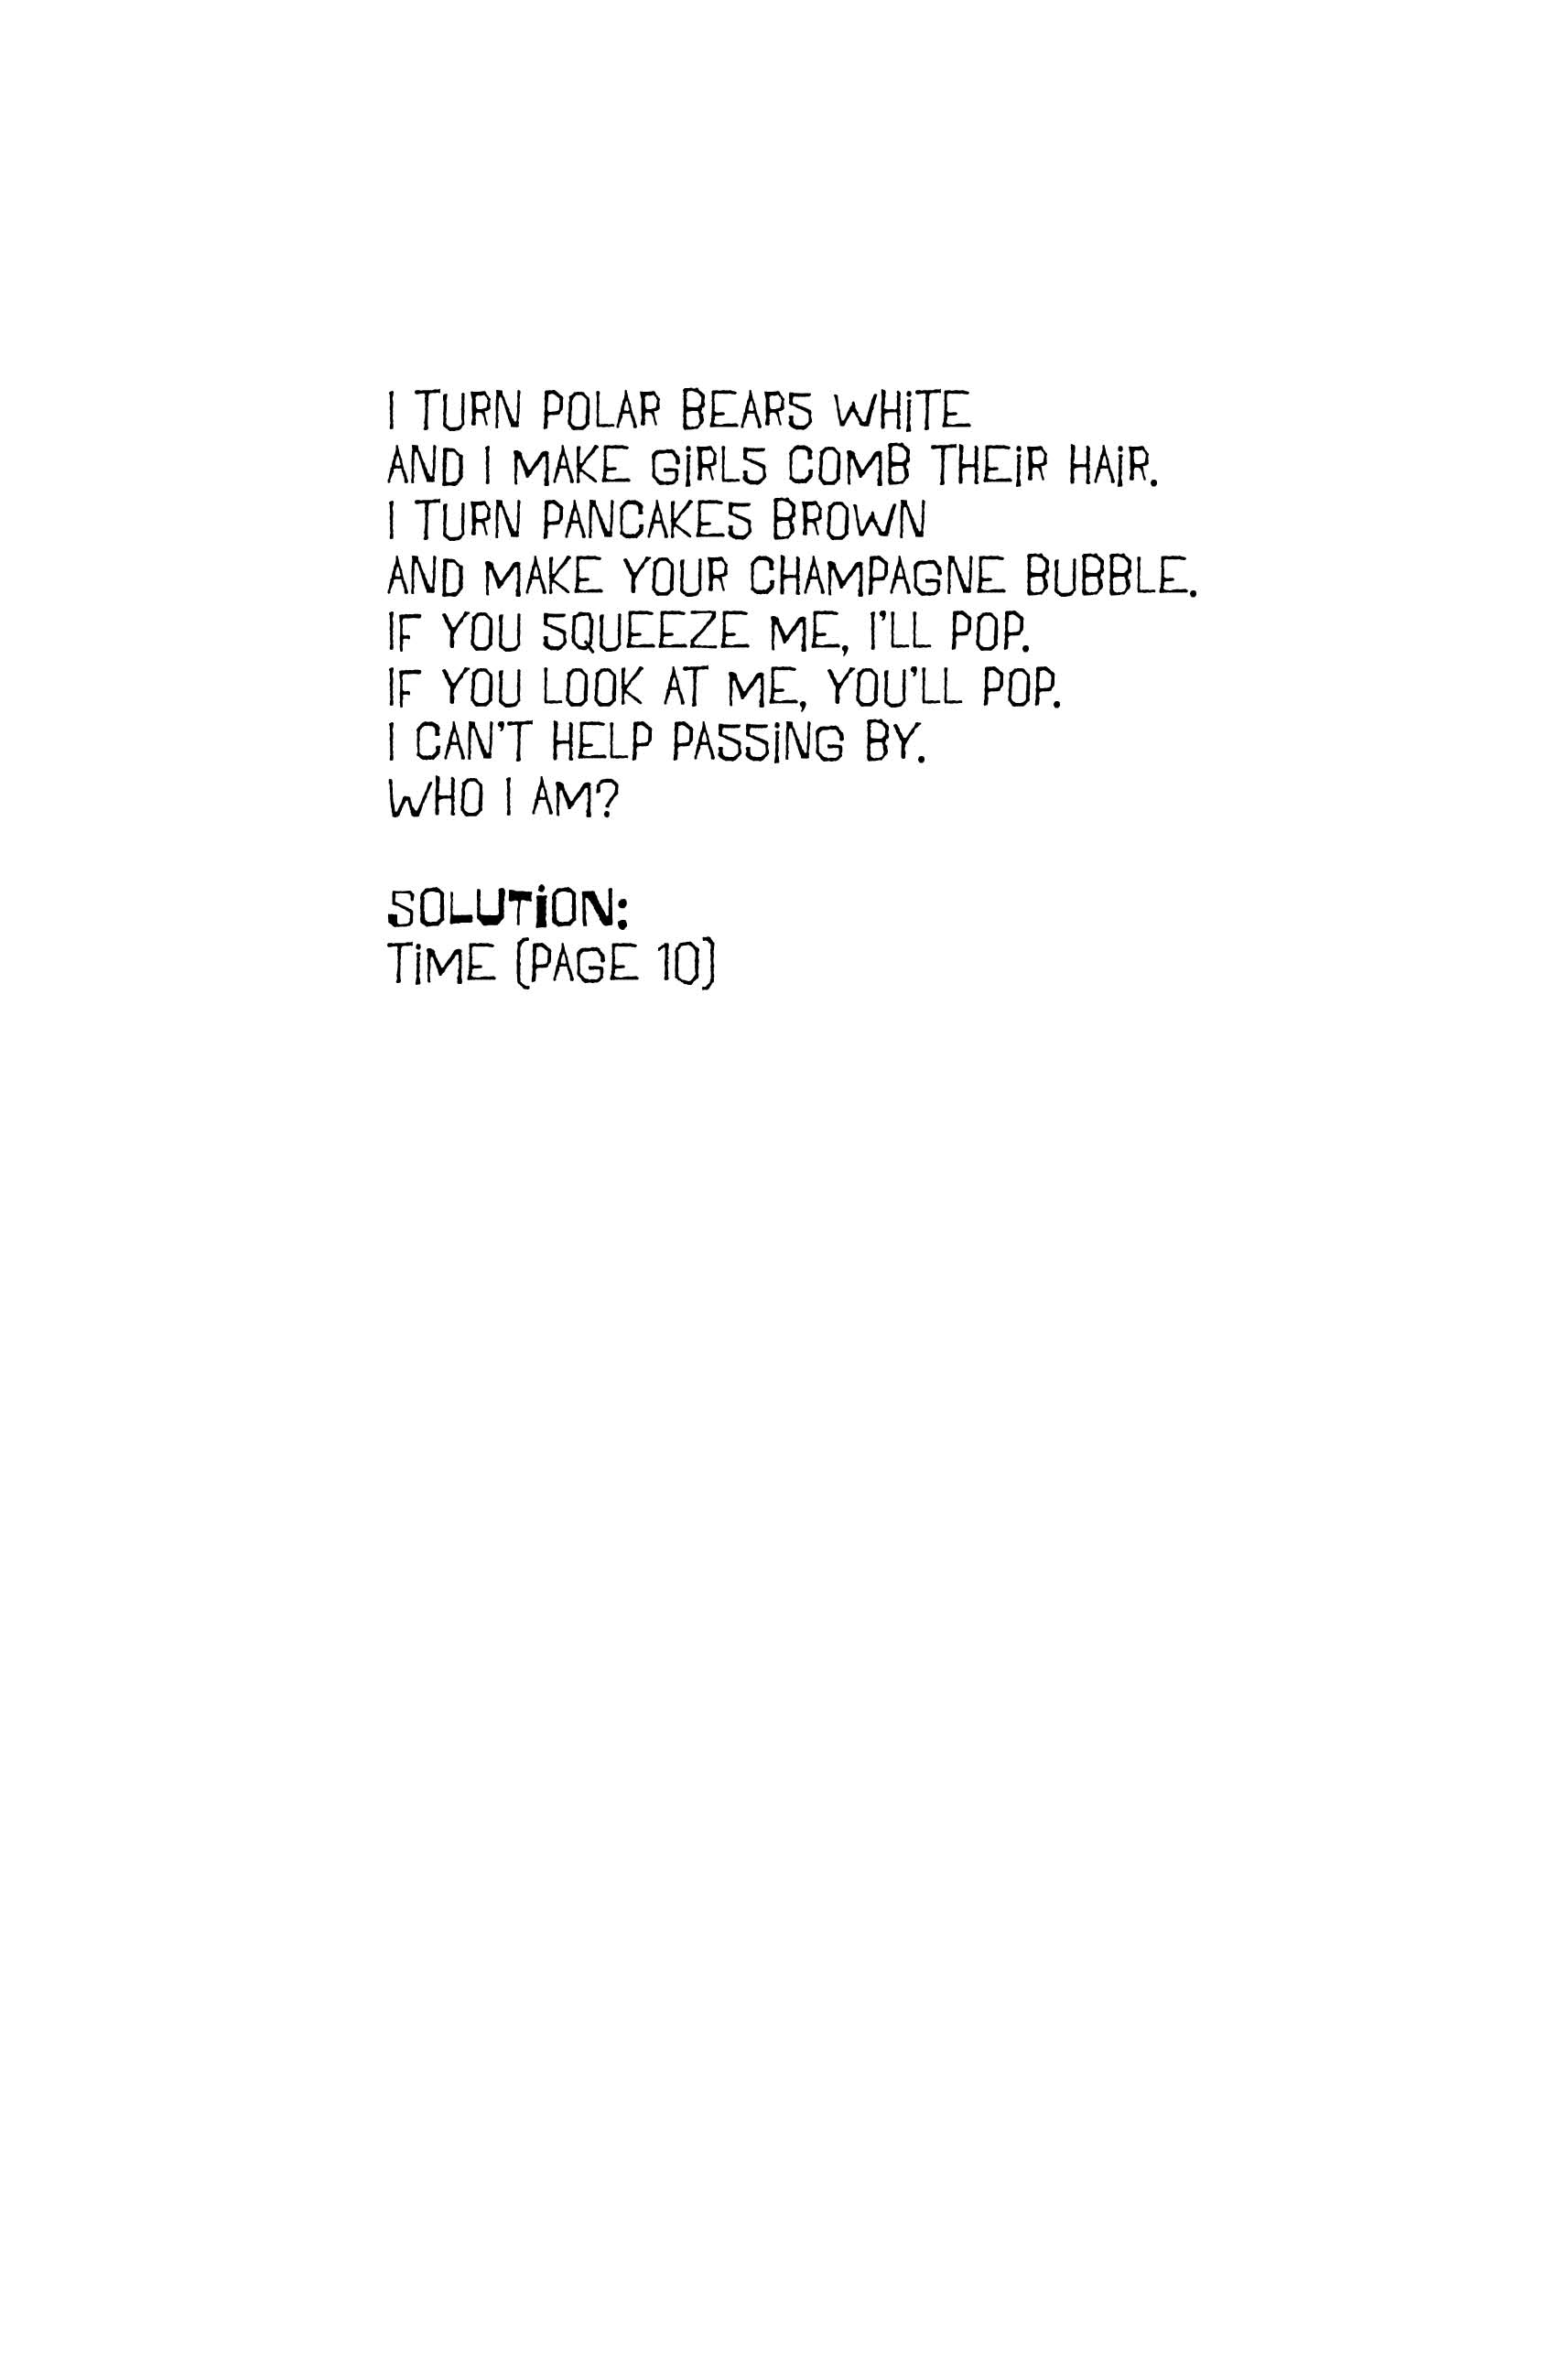 I TURN POLAR BEARS WHITE
AND I MAKE GIRLS COMB THEIR HAIR.
I TURN PANCAKES BROWN
AND MAKE YOUR CHAMPAGNE BUBBLE.
IF YOU SQUEEZE ME, I'LL POP.
IF YOU LOOK AT ME, YOU'LL POP.
I CAN'T HELP PASSING BY.
WHO I AM?
SOLUTION:
TIME (PAGE 10)